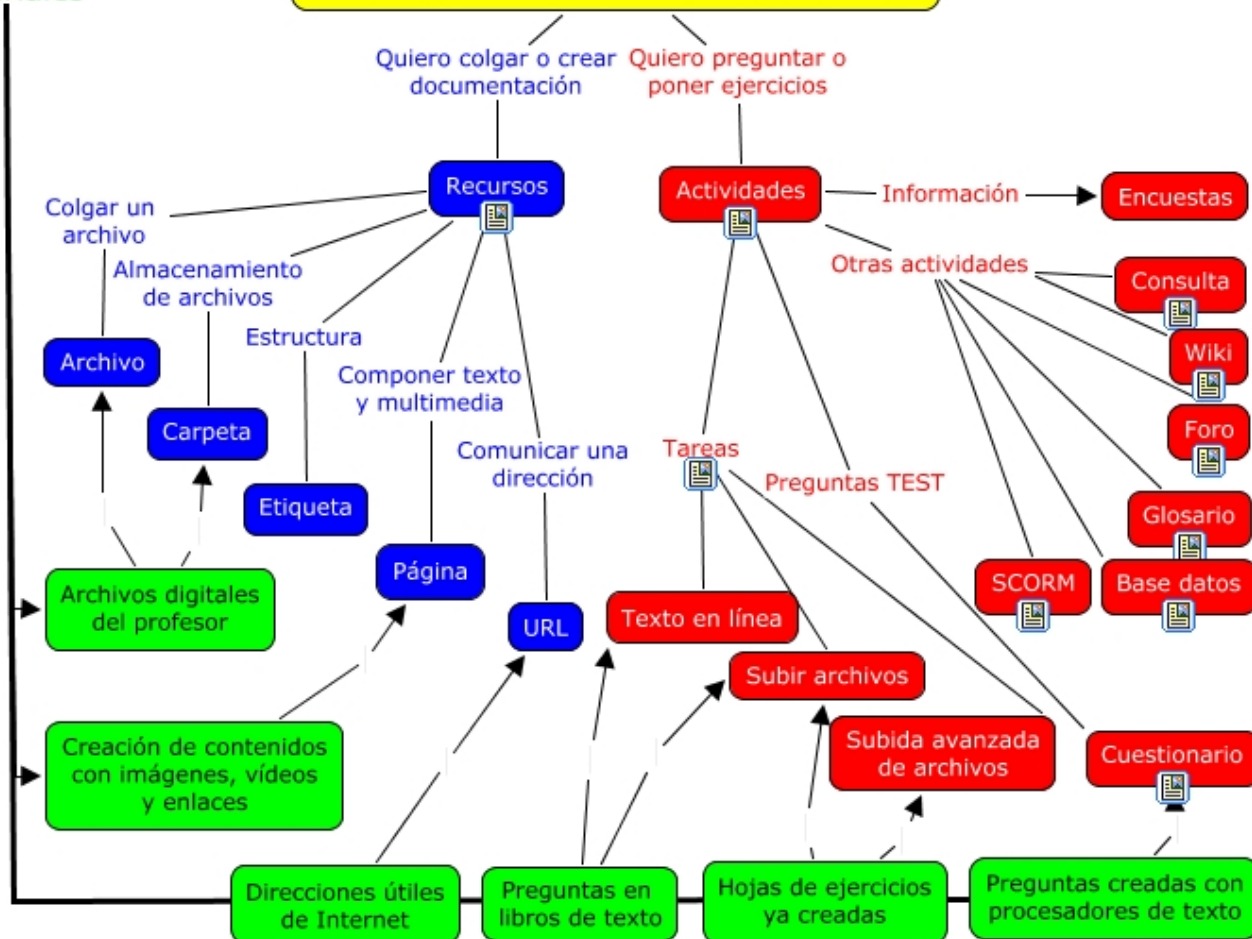 Quiero colgar o crear
documentación
Quiero preguntar o
poner ejercicios
Recursos
Actividades
Información
Encuestas
Colgar un
archivo
Almacenamiento
de archivos
Estructura
Componer texto
y multimedia
Comunicar una
dirección
Otras actividades
Consulta
Wiki
Foro
Glosario
Base datos
SCORM
Archivo
Carpeta
Etiqueta
Página
URL
Tareas
Preguntas TEST
Texto en línea
Subir archivos
Subida avanzada
de archivos
Cuestionario
Archivos digitales
del profesor
Creación de contenidos
con imágenes, vídeos
y enlaces
Direcciones útiles
de Internet
Preguntas en
libros de texto
Hojas de ejercicios
ya creadas
Preguntas creadas con
procesadores de texto